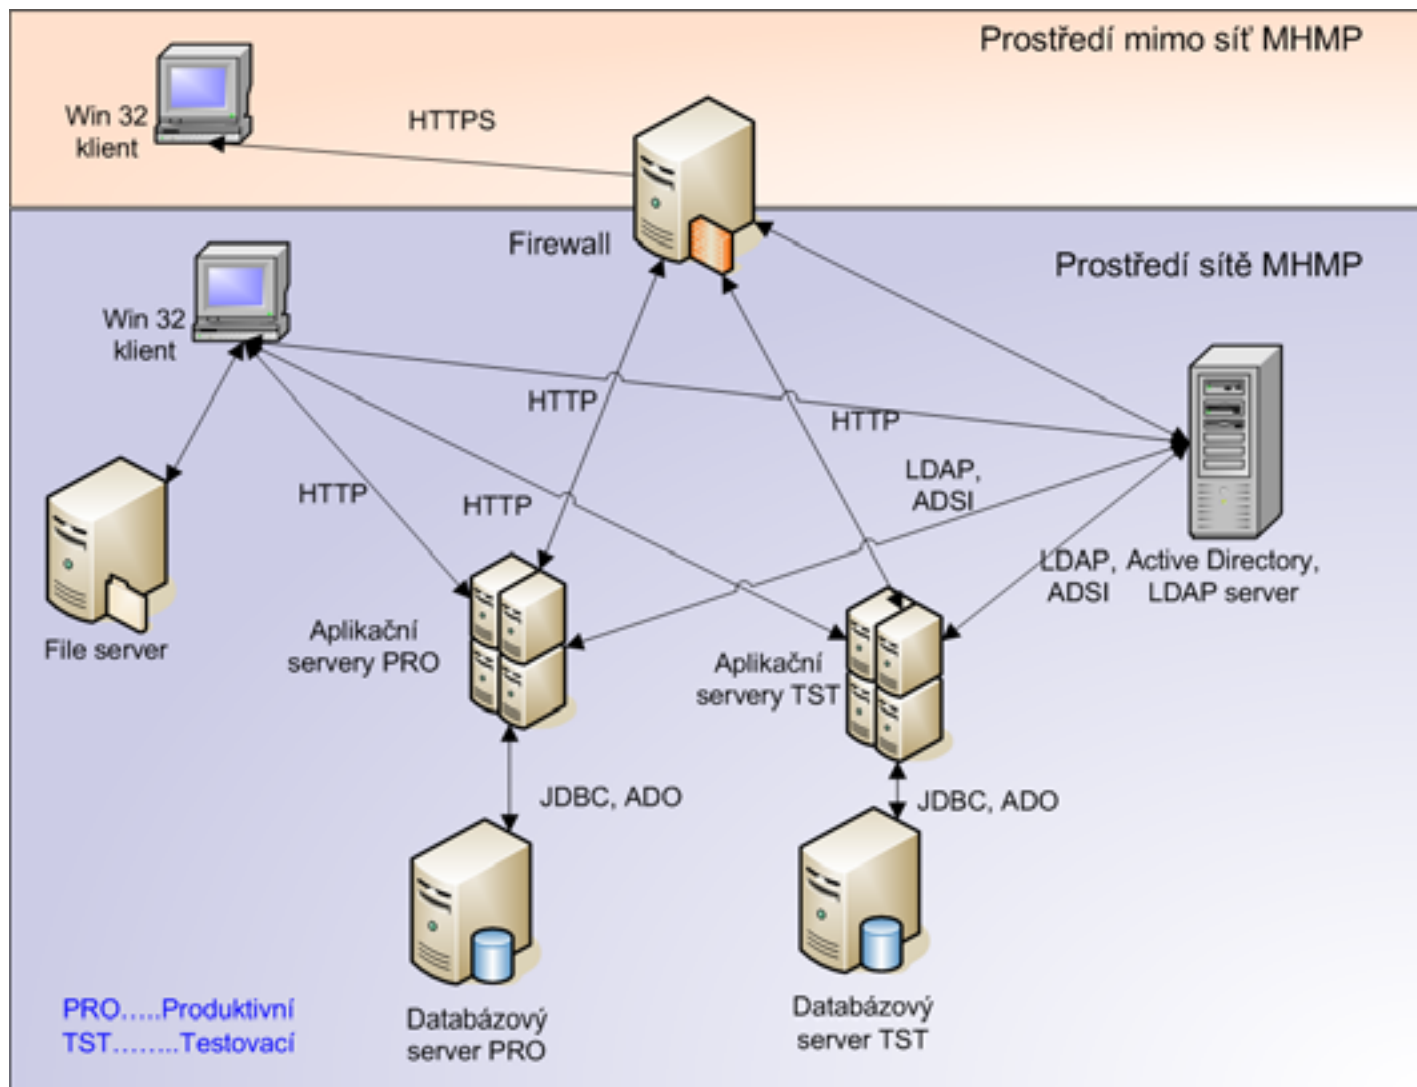 Prostředí mimo síť MHMP
Win 32
klient
HTTPS
Firewall
Prostředí sítě MHMP
Win 32
klient
HTTP
HTTP
HTTP
HTTP
LDAP,
ADSI
LDAP,
ADSI
Active Directory,
LDAP server
File server
Aplikační
servery PRO
Aplikační
servery TST
JDBC, ADO
JDBC, ADO
PRO.....Produktivní
TST........Testovací
Databázový
server PRO
Databázový
server TST